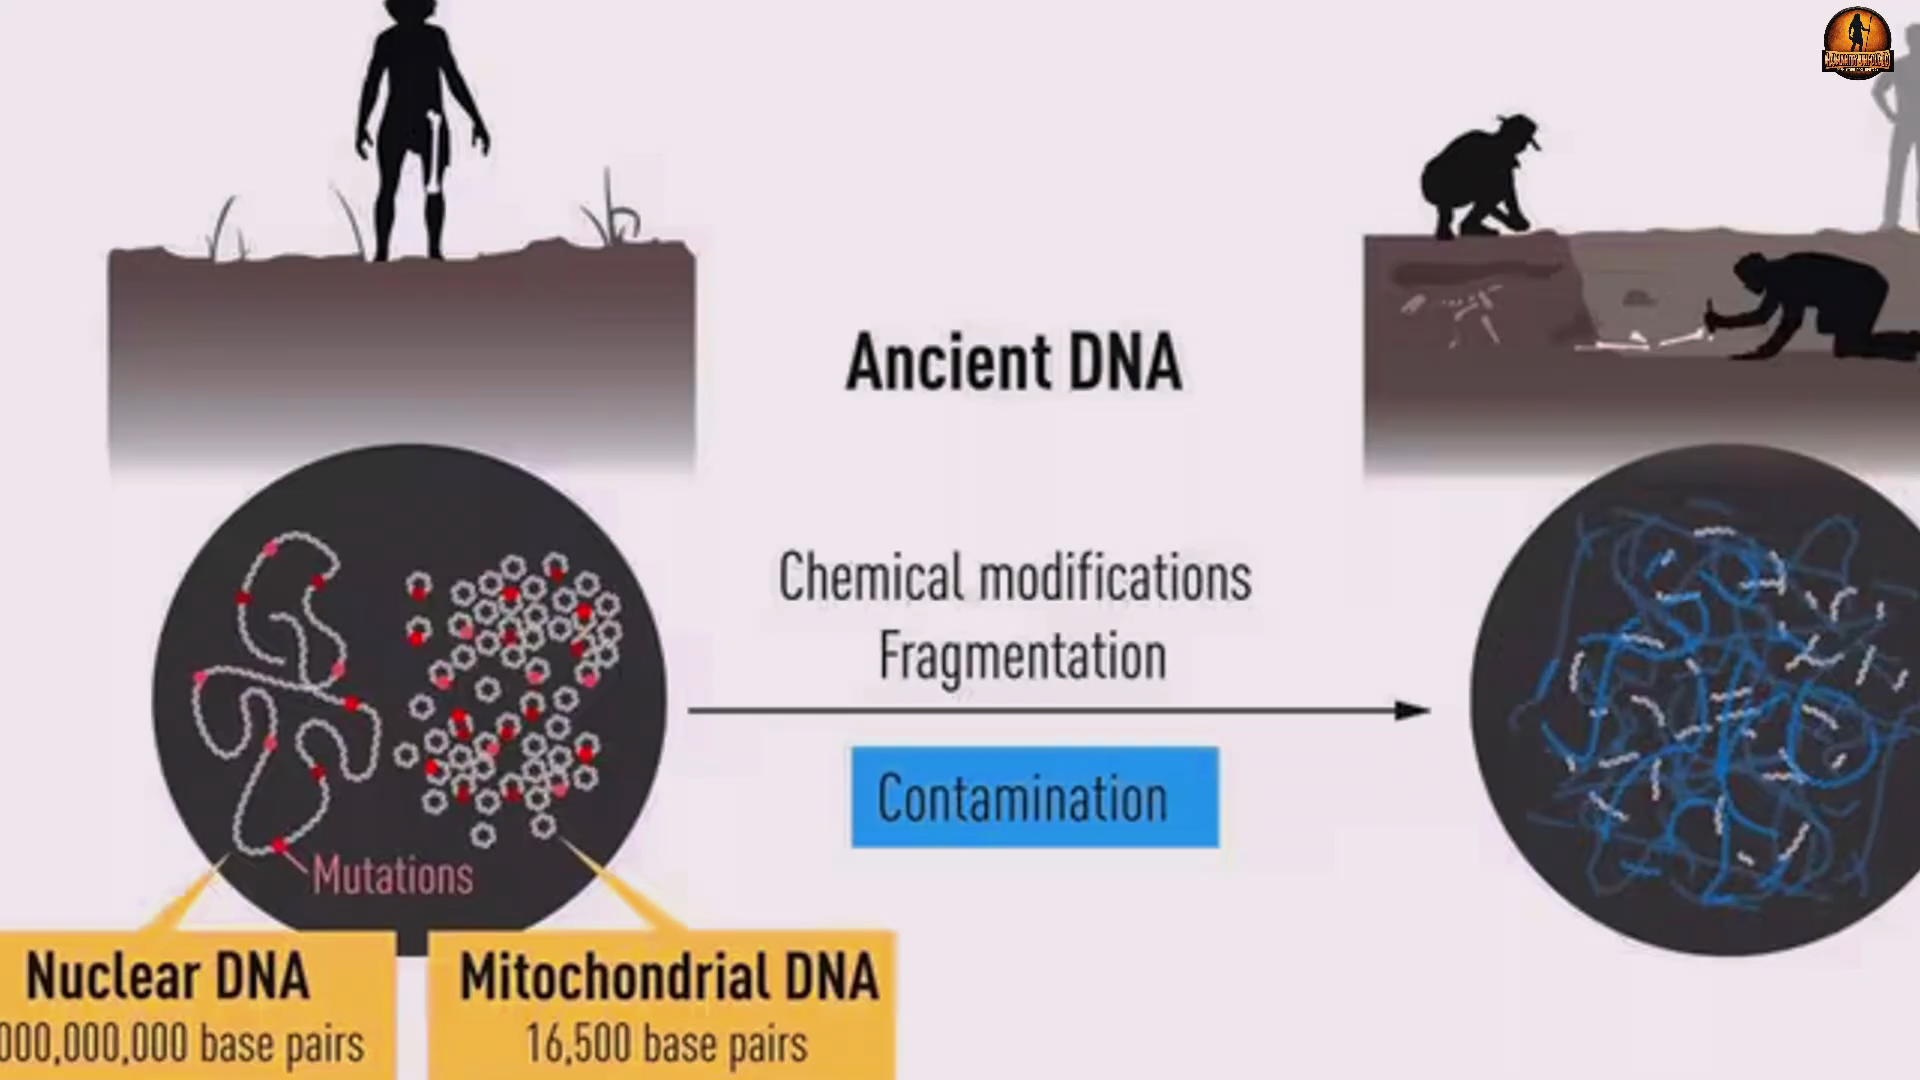 Ancient DNA
Chemical modifications
Fragmentation
Contamination
Mutations
Nuclear DNA
000,000,000 base pairs
Mitochondrial DNA
16,500 base pairs